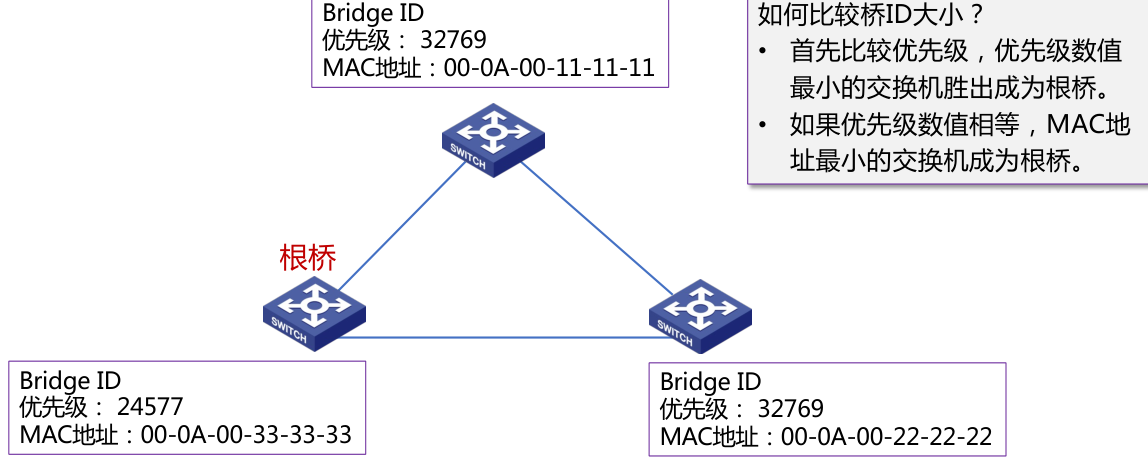 Bridge ID
优先级： 32769
MAC地址：00-0A-00-11-11-11
如何比较桥ID大小？
• 首先比较优先级，优先级数值
最小的交换机胜出成为根桥。
• 如果优先级数值相等，MAC地
址最小的交换机成为根桥。
SWITCH
根桥
SWITCH
SWITCH
Bridge ID
优先级： 24577
MAC地址：00-0A-00-33-33-33
Bridge ID
优先级： 32769
MAC地址：00-0A-00-22-22-22